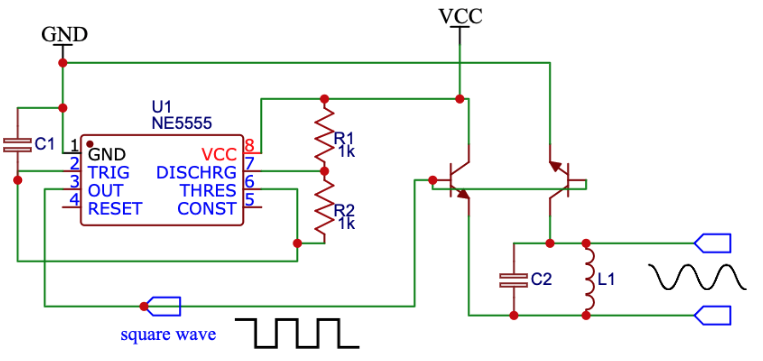 GND
VCC
U1
NE5555
C1
1
GND
VCC
8
2
TRIG
DISCHRG
7
3
OUT
THRES
6
4
RESET
CONST
5
R1
1k
R2
1k
C2
L1
square wave